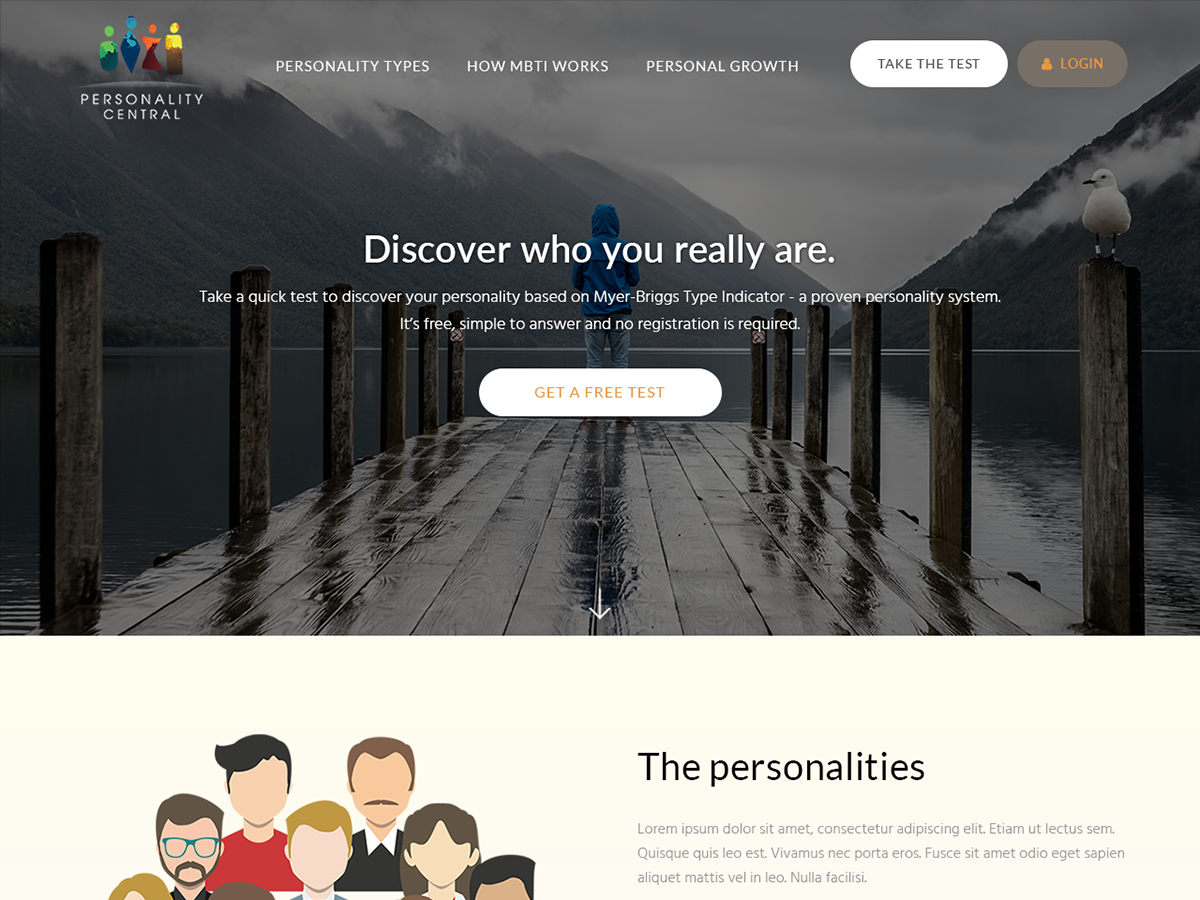 PERSONALITY
CENTRAL
PERSONALITY TYPES
HOW MBTI WORKS
PERSONAL GROWTH
TAKE THE TEST
LOGIN
Discover who you really are.
Take a quick test to discover your personality based on Myer-Briggs Type Indicator - a proven personality system.
It’s free, simple to answer and no registration is required.
GET A FREE TEST
The personalities
Lorem ipsum dolor sit amet, consectetur adipiscing elit. Etiam ut lectus sem.
Quisque quis leo est. Vivamus nec porta eros. Fusce sit amet odio eget sapien
aliquet mattis vel in leo. Nulla facilisi.